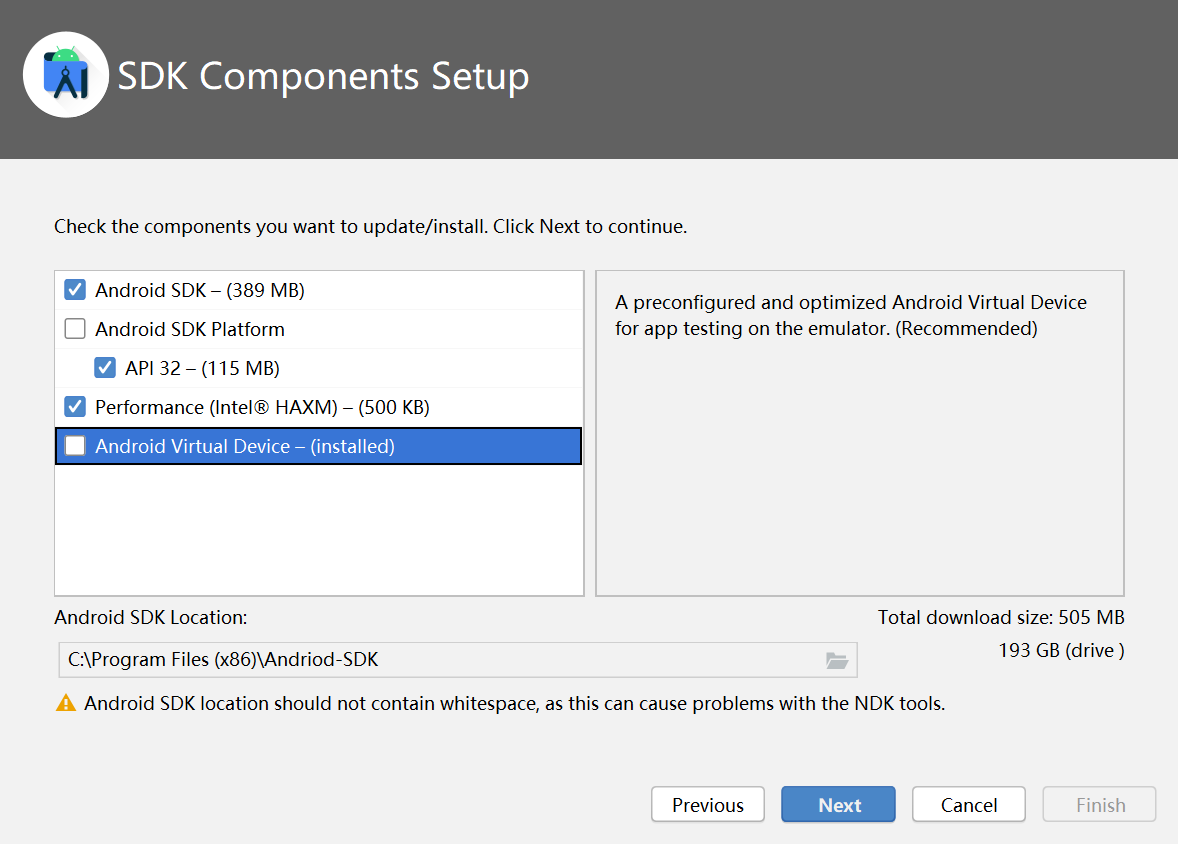 SDK Components Setup
Check the components you want to update/install. Click Next to continue.
Android SDK – (389 MB)
Android SDK Platform
API 32 – (115 MB)
Performance (Intel® HAXM) – (500 KB)
Android Virtual Device – (installed)
A preconfigured and optimized Android Virtual Device
for app testing on the emulator. (Recommended)
Android SDK Location:
Total download size: 505 MB
C:\Program Files (x86)\Andriod-SDK
193 GB (drive )
Android SDK location should not contain whitespace, as this can cause problems with the NDK tools.
Previous
Next
Cancel
Finish